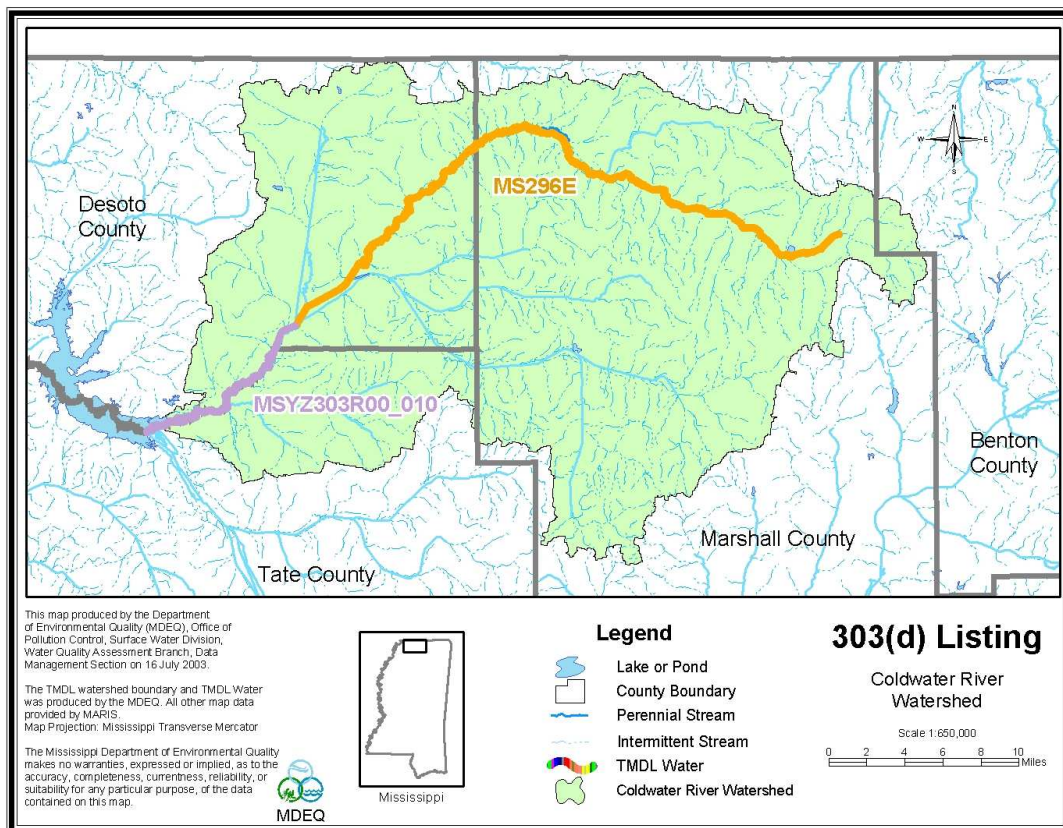 N
W
E
S
MS296E
Desoto
County
MSYZ303R00_010
Benton
County
Marshall County
Tate County
This map produced by the Department
of Environmental Quality (MDEQ), Office of
Pollution Control, Surface Water Division,
Water Quality Assessment Branch, Data
Management Section on 16 July 2003.
The TMDL watershed boundary and TMDL Water
was produced by the MDEQ. All other map data
provided by MARIS.
Map Projection: Mississippi Transverse Mercator
The Mississippi Department of Environmental Quality
makes no warranties, expressed or implied, as to the
accuracy, completeness, currentness, reliability, or
suitability for any particular purpose, of the data
contained on this map.
MDEQ
Mississippi
Legend
Lake or Pond
County Boundary
Perennial Stream
Intermittent Stream
TMDL Water
Coldwater River Watershed
303(d) Listing
Coldwater River
Watershed
Scale 1:650,000
0 2 4 6 8 10
Miles